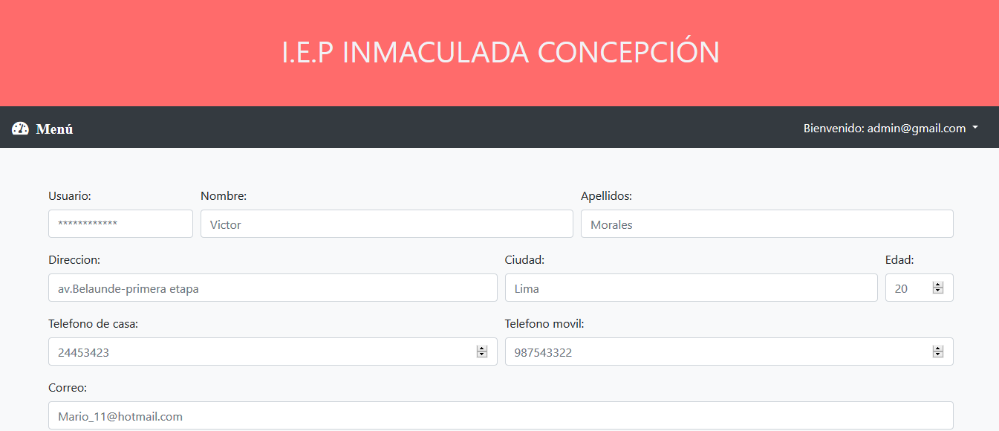 I.E.P INMACULADA CONCEPCIÓN
Menú Bienvenido: admin@gmail.com
Usuario: Nombre: Apellidos:
************ Victor Morales
Direccion: Ciudad: Edad:
av.Belaunde-primera etapa Lima 20
Telefono de casa: Telefono movil:
24453423 987543322
Correo:
Mario_11@hotmail.com